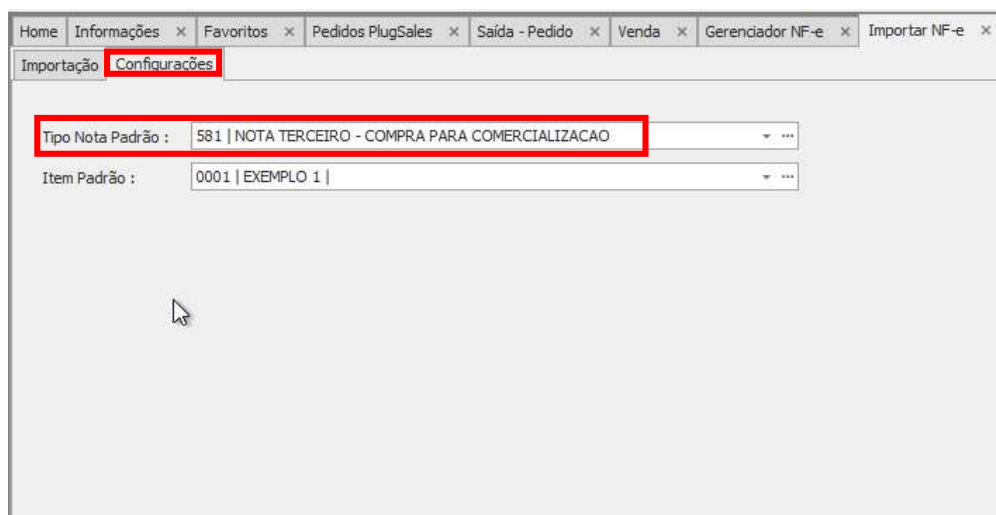 Home Informações × Favoritos × Pedidos PlugSales × Saída - Pedido × Venda × Gerenciador NF-e × Importar NF-e ×
Importação Configurações
Tipo Nota Padrão : 581 | NOTA TERCEIRO - COMPRA PARA COMERCIALIZACAO
Item Padrão : 0001 | EXEMPLO 1 |